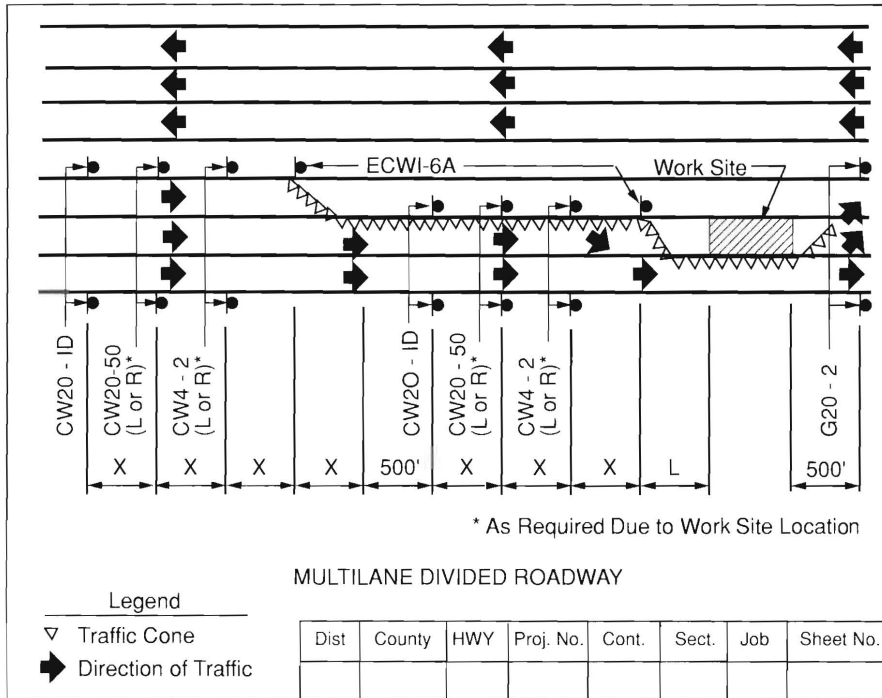 ECWI-6A
Work Site
CW20 - ID
CW20-50
(L or R)*
CW4 - 2
(L or R)*
CW2O - ID
CW20 - 50
(L or R)*
CW4 - 2
(L or R)*
G20 - 2
X X X X 500' X X X L 500'
* As Required Due to Work Site Location
MULTILANE DIVIDED ROADWAY
Legend
Traffic Cone
Direction of Traffic
Dist County HWY Proj. No. Cont. Sect. Job Sheet No.